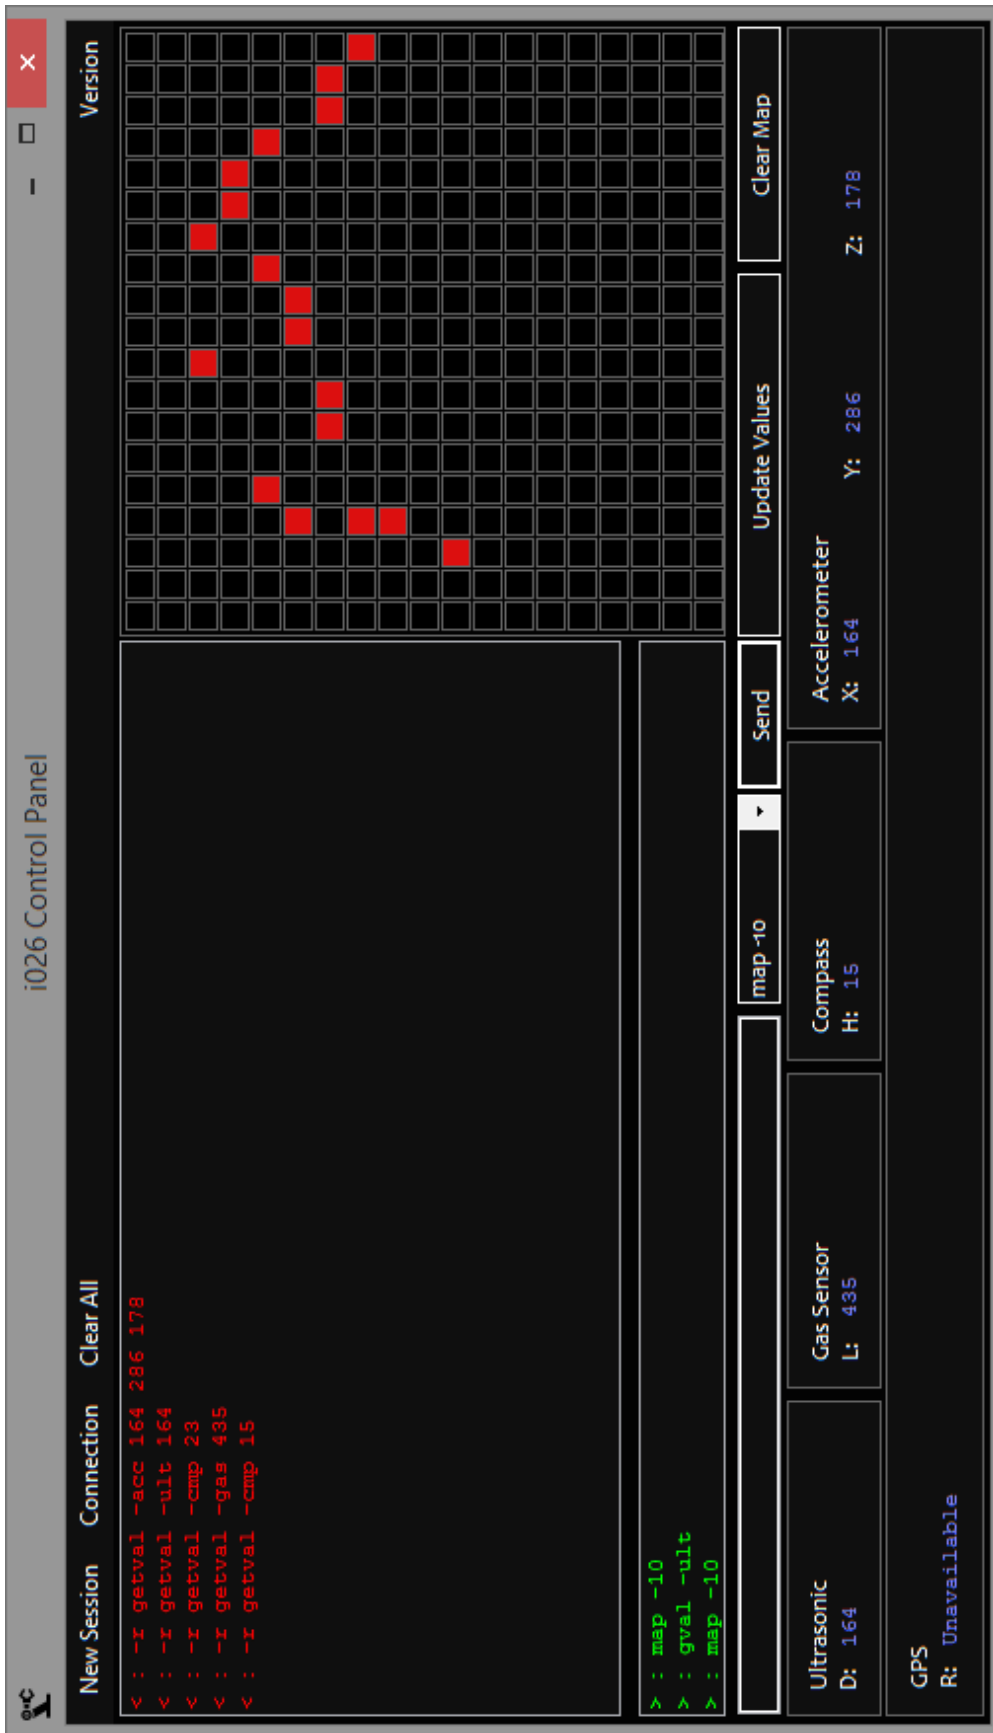 i026 Control Panel
New Session Connection Clear All Version
< : -r getval -acc 164 286 178
< : -r getval -ult 164
< : -r getval -cmp 23
< : -r getval -gas 435
< : -r getval -cmp 15
> : map -10
> : gval -ult
> : map -10
map -10 Send Update Values Clear Map
Ultrasonic
D: 164
Gas Sensor
L: 435
Compass
H: 15
Accelerometer
X: 164 Y: 286 Z: 178
GPS
R: Unavailable